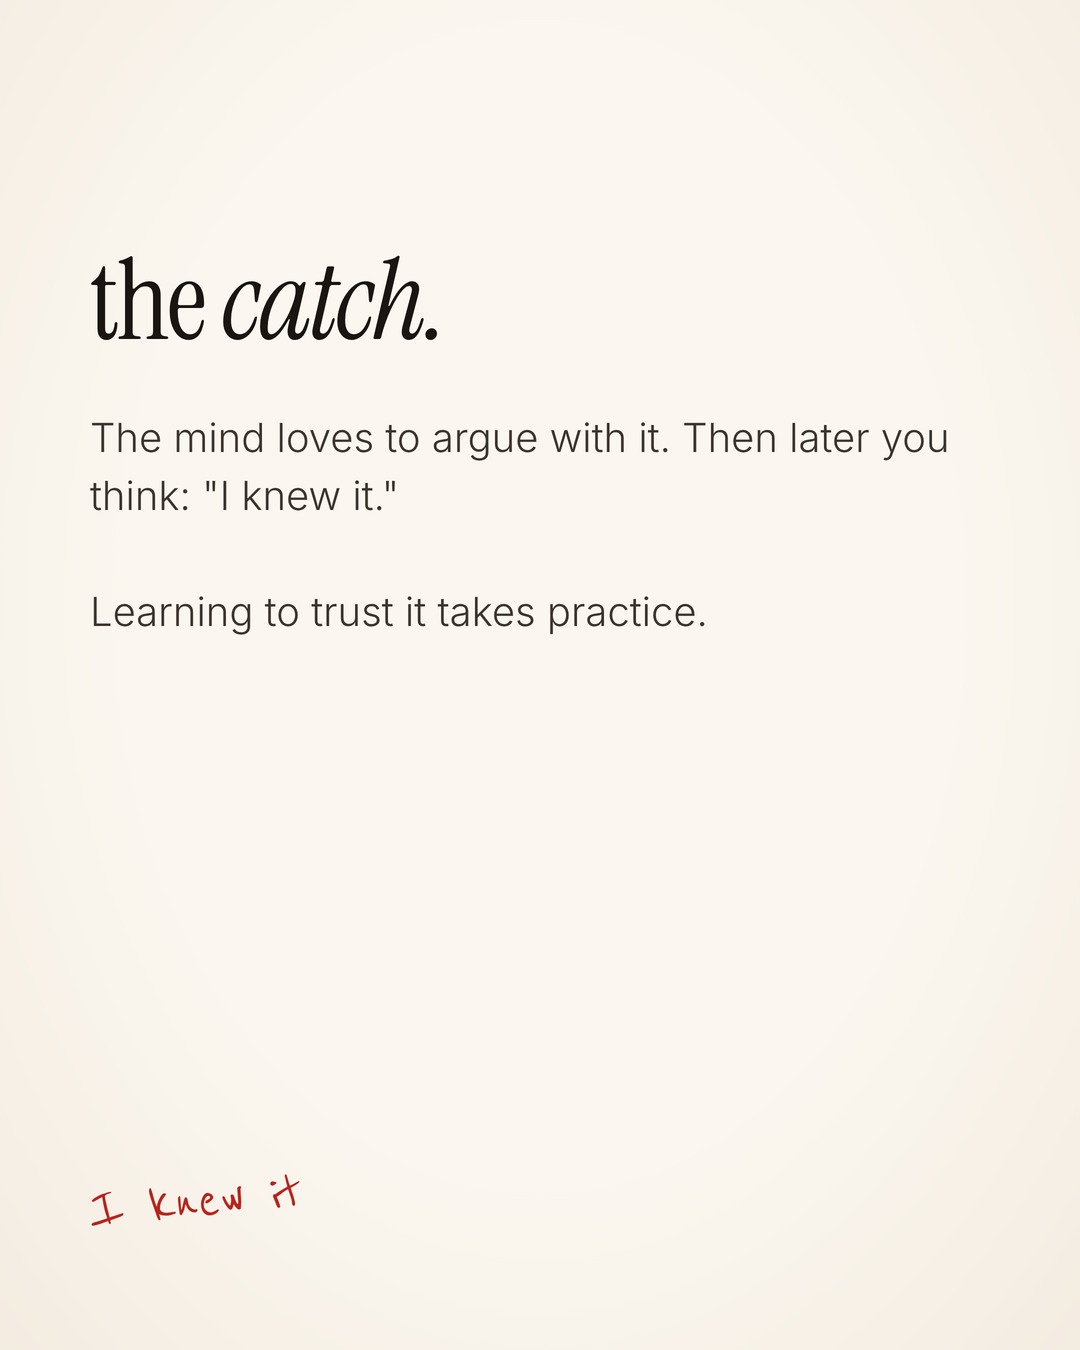 the catch.
The mind loves to argue with it. Then later you
think: "I knew it."
Learning to trust it takes practice.
I knew it